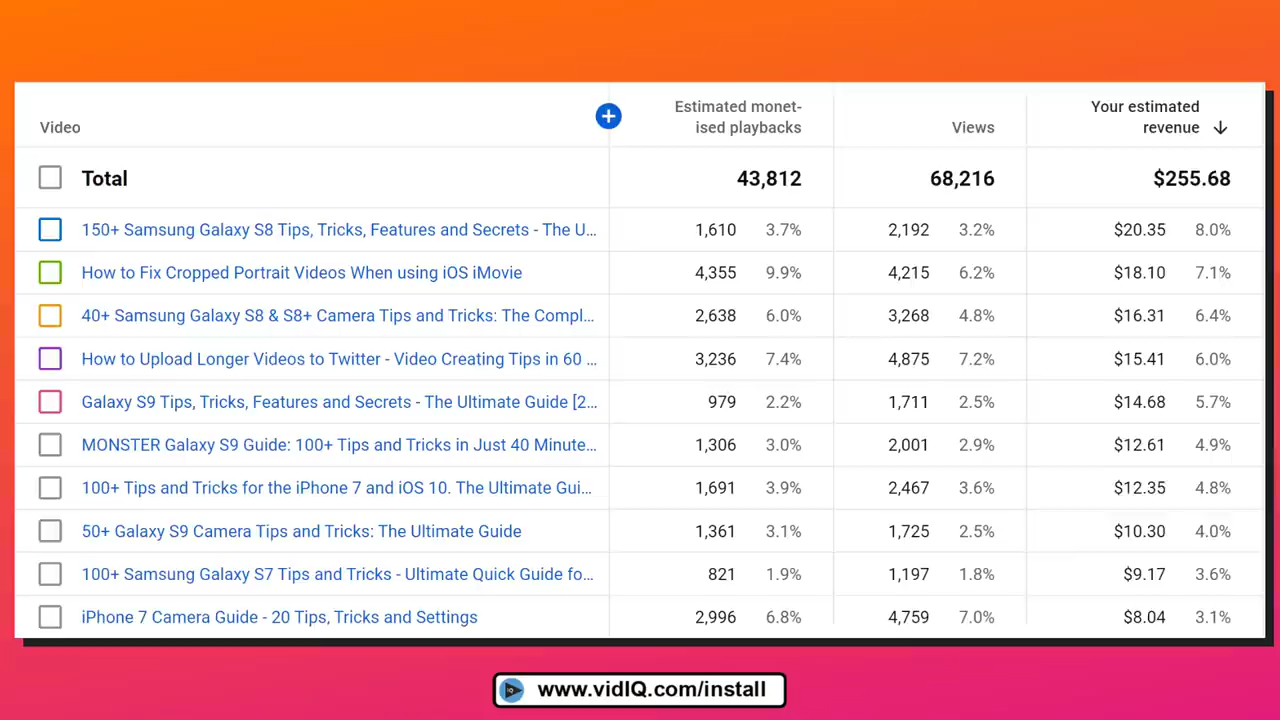 Video
Estimated monet-
ised playbacks
Views
Your estimated
revenue
Total 43,812 68,216 $255.68
150+ Samsung Galaxy S8 Tips, Tricks, Features and Secrets - The U... 1,610 3.7% 2,192 3.2% $20.35 8.0%
How to Fix Cropped Portrait Videos When using iOS iMovie 4,355 9.9% 4,215 6.2% $18.10 7.1%
40+ Samsung Galaxy S8 & S8+ Camera Tips and Tricks: The Compl... 2,638 6.0% 3,268 4.8% $16.31 6.4%
How to Upload Longer Videos to Twitter - Video Creating Tips in 60 ... 3,236 7.4% 4,875 7.2% $15.41 6.0%
Galaxy S9 Tips, Tricks, Features and Secrets - The Ultimate Guide [2... 979 2.2% 1,711 2.5% $14.68 5.7%
MONSTER Galaxy S9 Guide: 100+ Tips and Tricks in Just 40 Minute... 1,306 3.0% 2,001 2.9% $12.61 4.9%
100+ Tips and Tricks for the iPhone 7 and iOS 10. The Ultimate Gui... 1,691 3.9% 2,467 3.6% $12.35 4.8%
50+ Galaxy S9 Camera Tips and Tricks: The Ultimate Guide 1,361 3.1% 1,725 2.5% $10.30 4.0%
100+ Samsung Galaxy S7 Tips and Tricks - Ultimate Quick Guide fo... 821 1.9% 1,197 1.8% $9.17 3.6%
iPhone 7 Camera Guide - 20 Tips, Tricks and Settings 2,996 6.8% 4,759 7.0% $8.04 3.1%
www.vidIQ.com/install